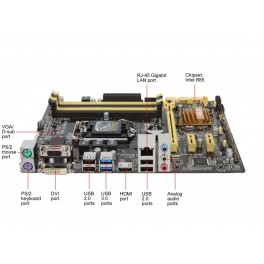 RJ-45 Gigabit
LAN port
Chipset:
Intel B85
VGA/
D-sub
port
PS/2
mouse
port
PS/2
keyboard
port
DVI
port
USB
2.0
ports
USB
3.0
ports
HDMI
port
USB
2.0
ports
Analog
audio
ports